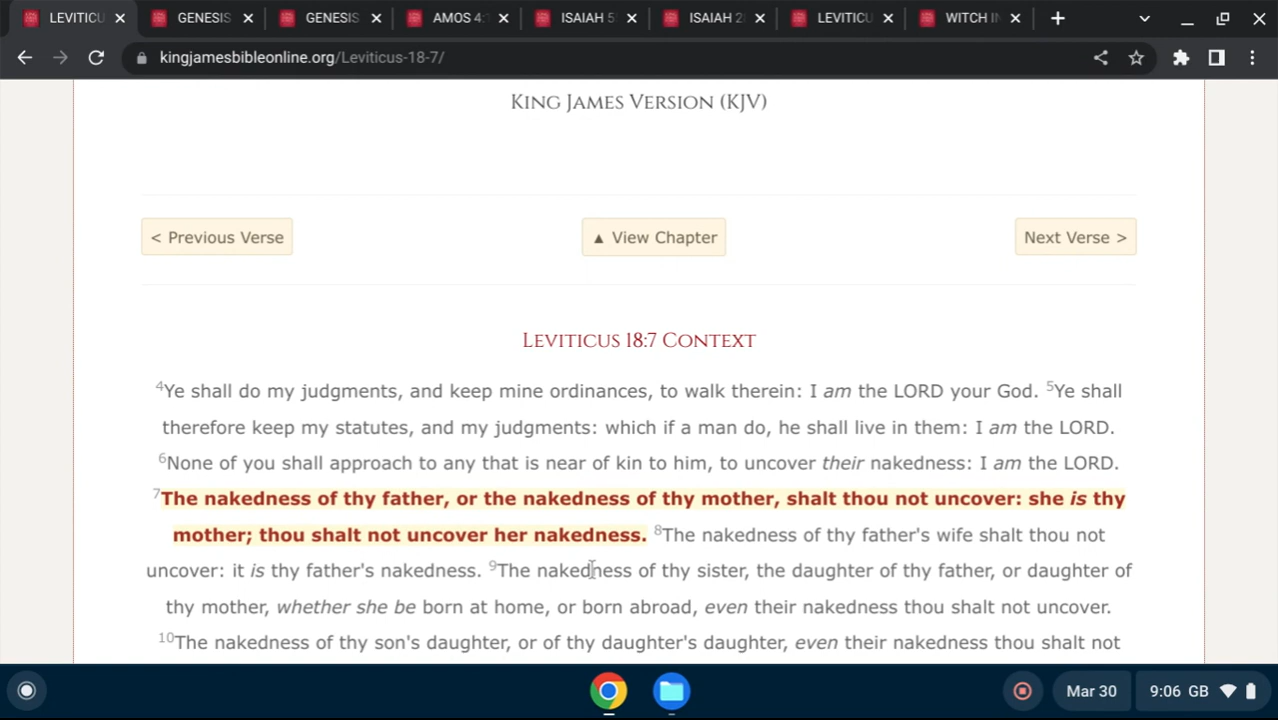 LEVITICU GENESIS GENESIS AMOS 4: ISAIAH 5 ISAIAH 2 LEVITICU WITCH IN
kingjamesbibleonline.org/Leviticus-18-7/
King James Version (KJV)
< Previous Verse ▲ View Chapter Next Verse >
Leviticus 18:7 Context
4Ye shall do my judgments, and keep mine ordinances, to walk therein: I am the LORD your God. 5Ye shall
therefore keep my statutes, and my judgments: which if a man do, he shall live in them: I am the LORD.
6None of you shall approach to any that is near of kin to him, to uncover their nakedness: I am the LORD.
7The nakedness of thy father, or the nakedness of thy mother, shalt thou not uncover: she is thy
mother; thou shalt not uncover her nakedness. 8The nakedness of thy father's wife shalt thou not
uncover: it is thy father's nakedness. 9The nakedness of thy sister, the daughter of thy father, or daughter of
thy mother, whether she be born at home, or born abroad, even their nakedness thou shalt not uncover.
10The nakedness of thy son's daughter, or of thy daughter's daughter, even their nakedness thou shalt not
Mar 30 9:06 GB